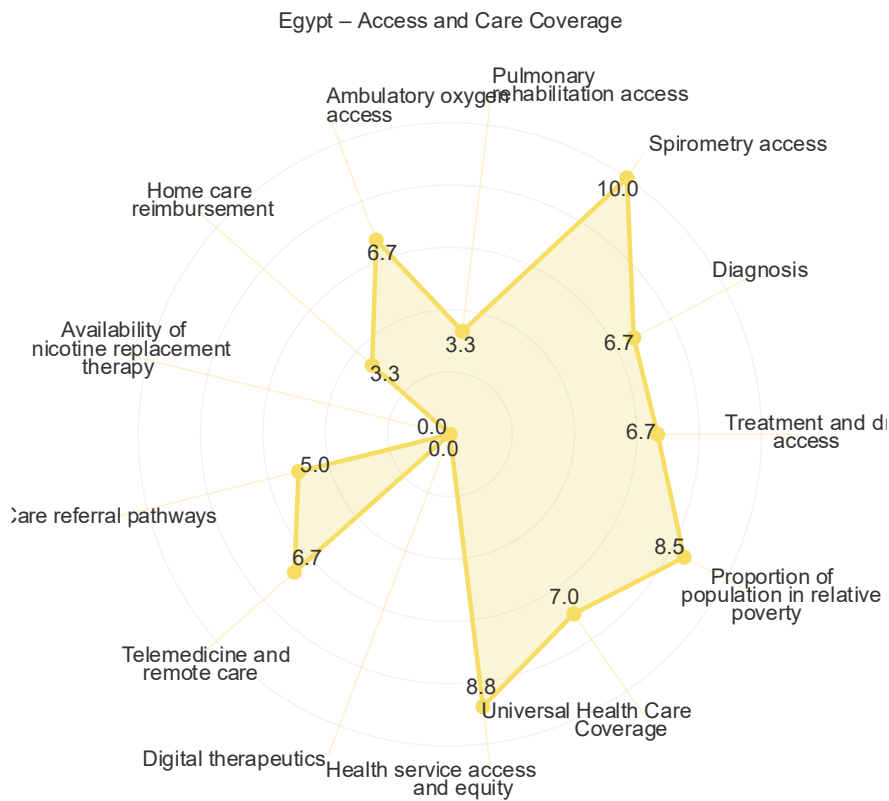 Egypt – Access and Care Coverage
Pulmonary
rehabilitation access
Ambulatory oxygen
access
Spirometry access
10.0
Home care
reimbursement
6.7
Diagnosis
Availability of
nicotine replacement
therapy
3.3
6.7
3.3
0.0
6.7
Treatment and
access
0.0
5.0
referral pathways
6.7
8.5
Proportion of
population in relative
poverty
7.0
Telemedicine and
remote care
8.8
Universal Health Care
Coverage
Digital therapeutics
Health service access
and equity